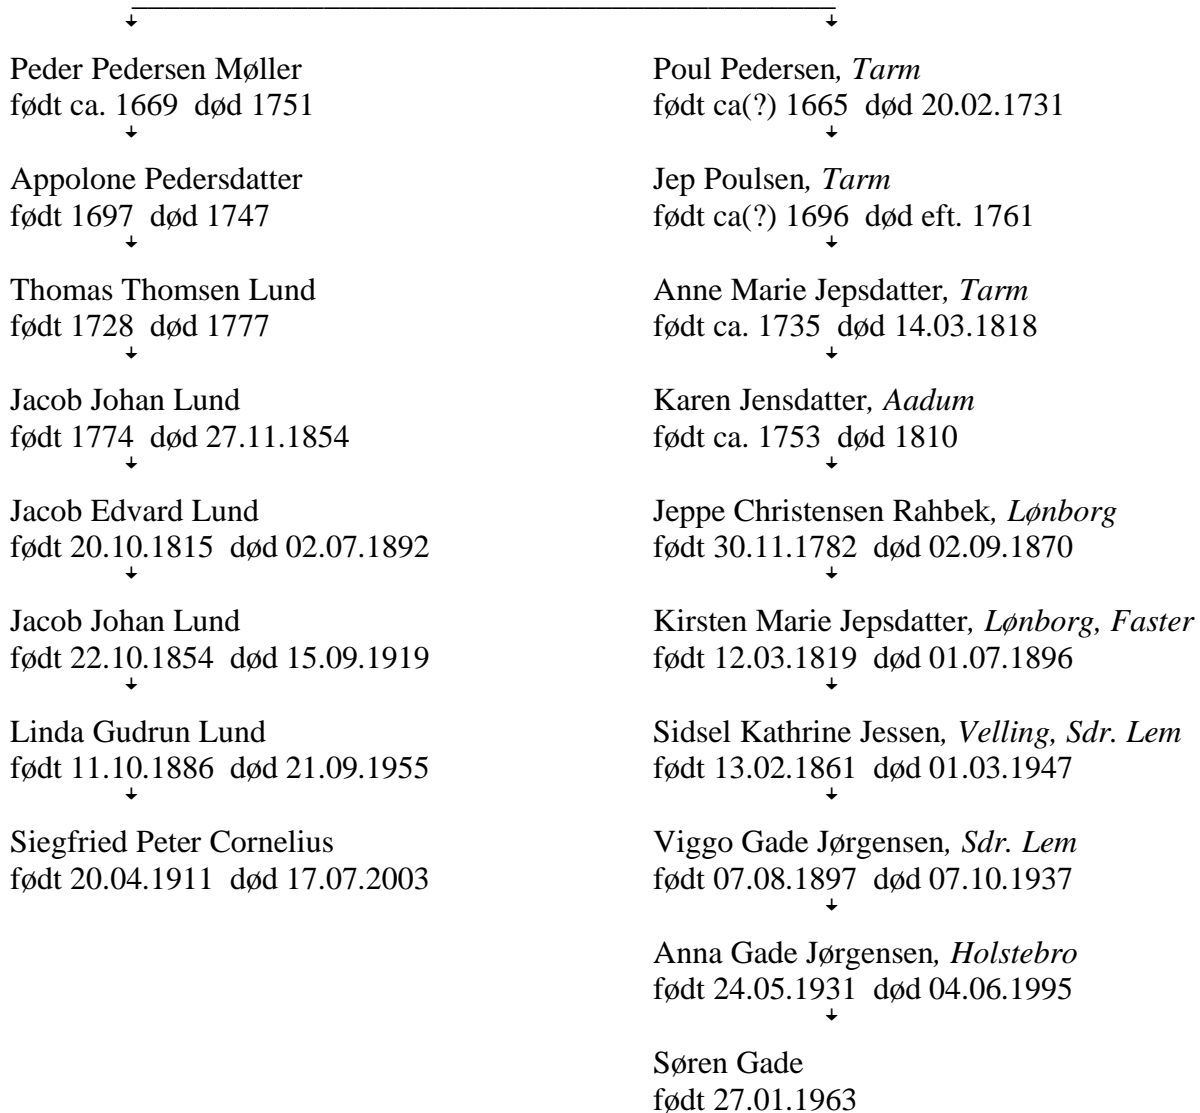 Peder Pedersen Møller
født ca. 1669 død 1751
Appolone Pedersdatter
født 1697 død 1747
Thomas Thomsen Lund
født 1728 død 1777
Jacob Johan Lund
født 1774 død 27.11.1854
Jacob Edvard Lund
født 20.10.1815 død 02.07.1892
Jacob Johan Lund
født 22.10.1854 død 15.09.1919
Linda Gudrun Lund
født 11.10.1886 død 21.09.1955
Siegfried Peter Cornelius
født 20.04.1911 død 17.07.2003
Poul Pedersen, Tarm
født ca(?) 1665 død 20.02.1731
Jep Poulsen, Tarm
født ca(?) 1696 død eft. 1761
Anne Marie Jepsdatter, Tarm
født ca. 1735 død 14.03.1818
Karen Jensdatter, Aadum
født ca. 1753 død 1810
Jeppe Christensen Rahbek, Lønborg
født 30.11.1782 død 02.09.1870
Kirsten Marie Jepsdatter, Lønborg, Faster
født 12.03.1819 død 01.07.1896
Sidsel Kathrine Jessen, Velling, Sdr. Lem
født 13.02.1861 død 01.03.1947
Viggo Gade Jørgensen, Sdr. Lem
født 07.08.1897 død 07.10.1937
Anna Gade Jørgensen, Holstebro
født 24.05.1931 død 04.06.1995
Søren Gade
født 27.01.1963